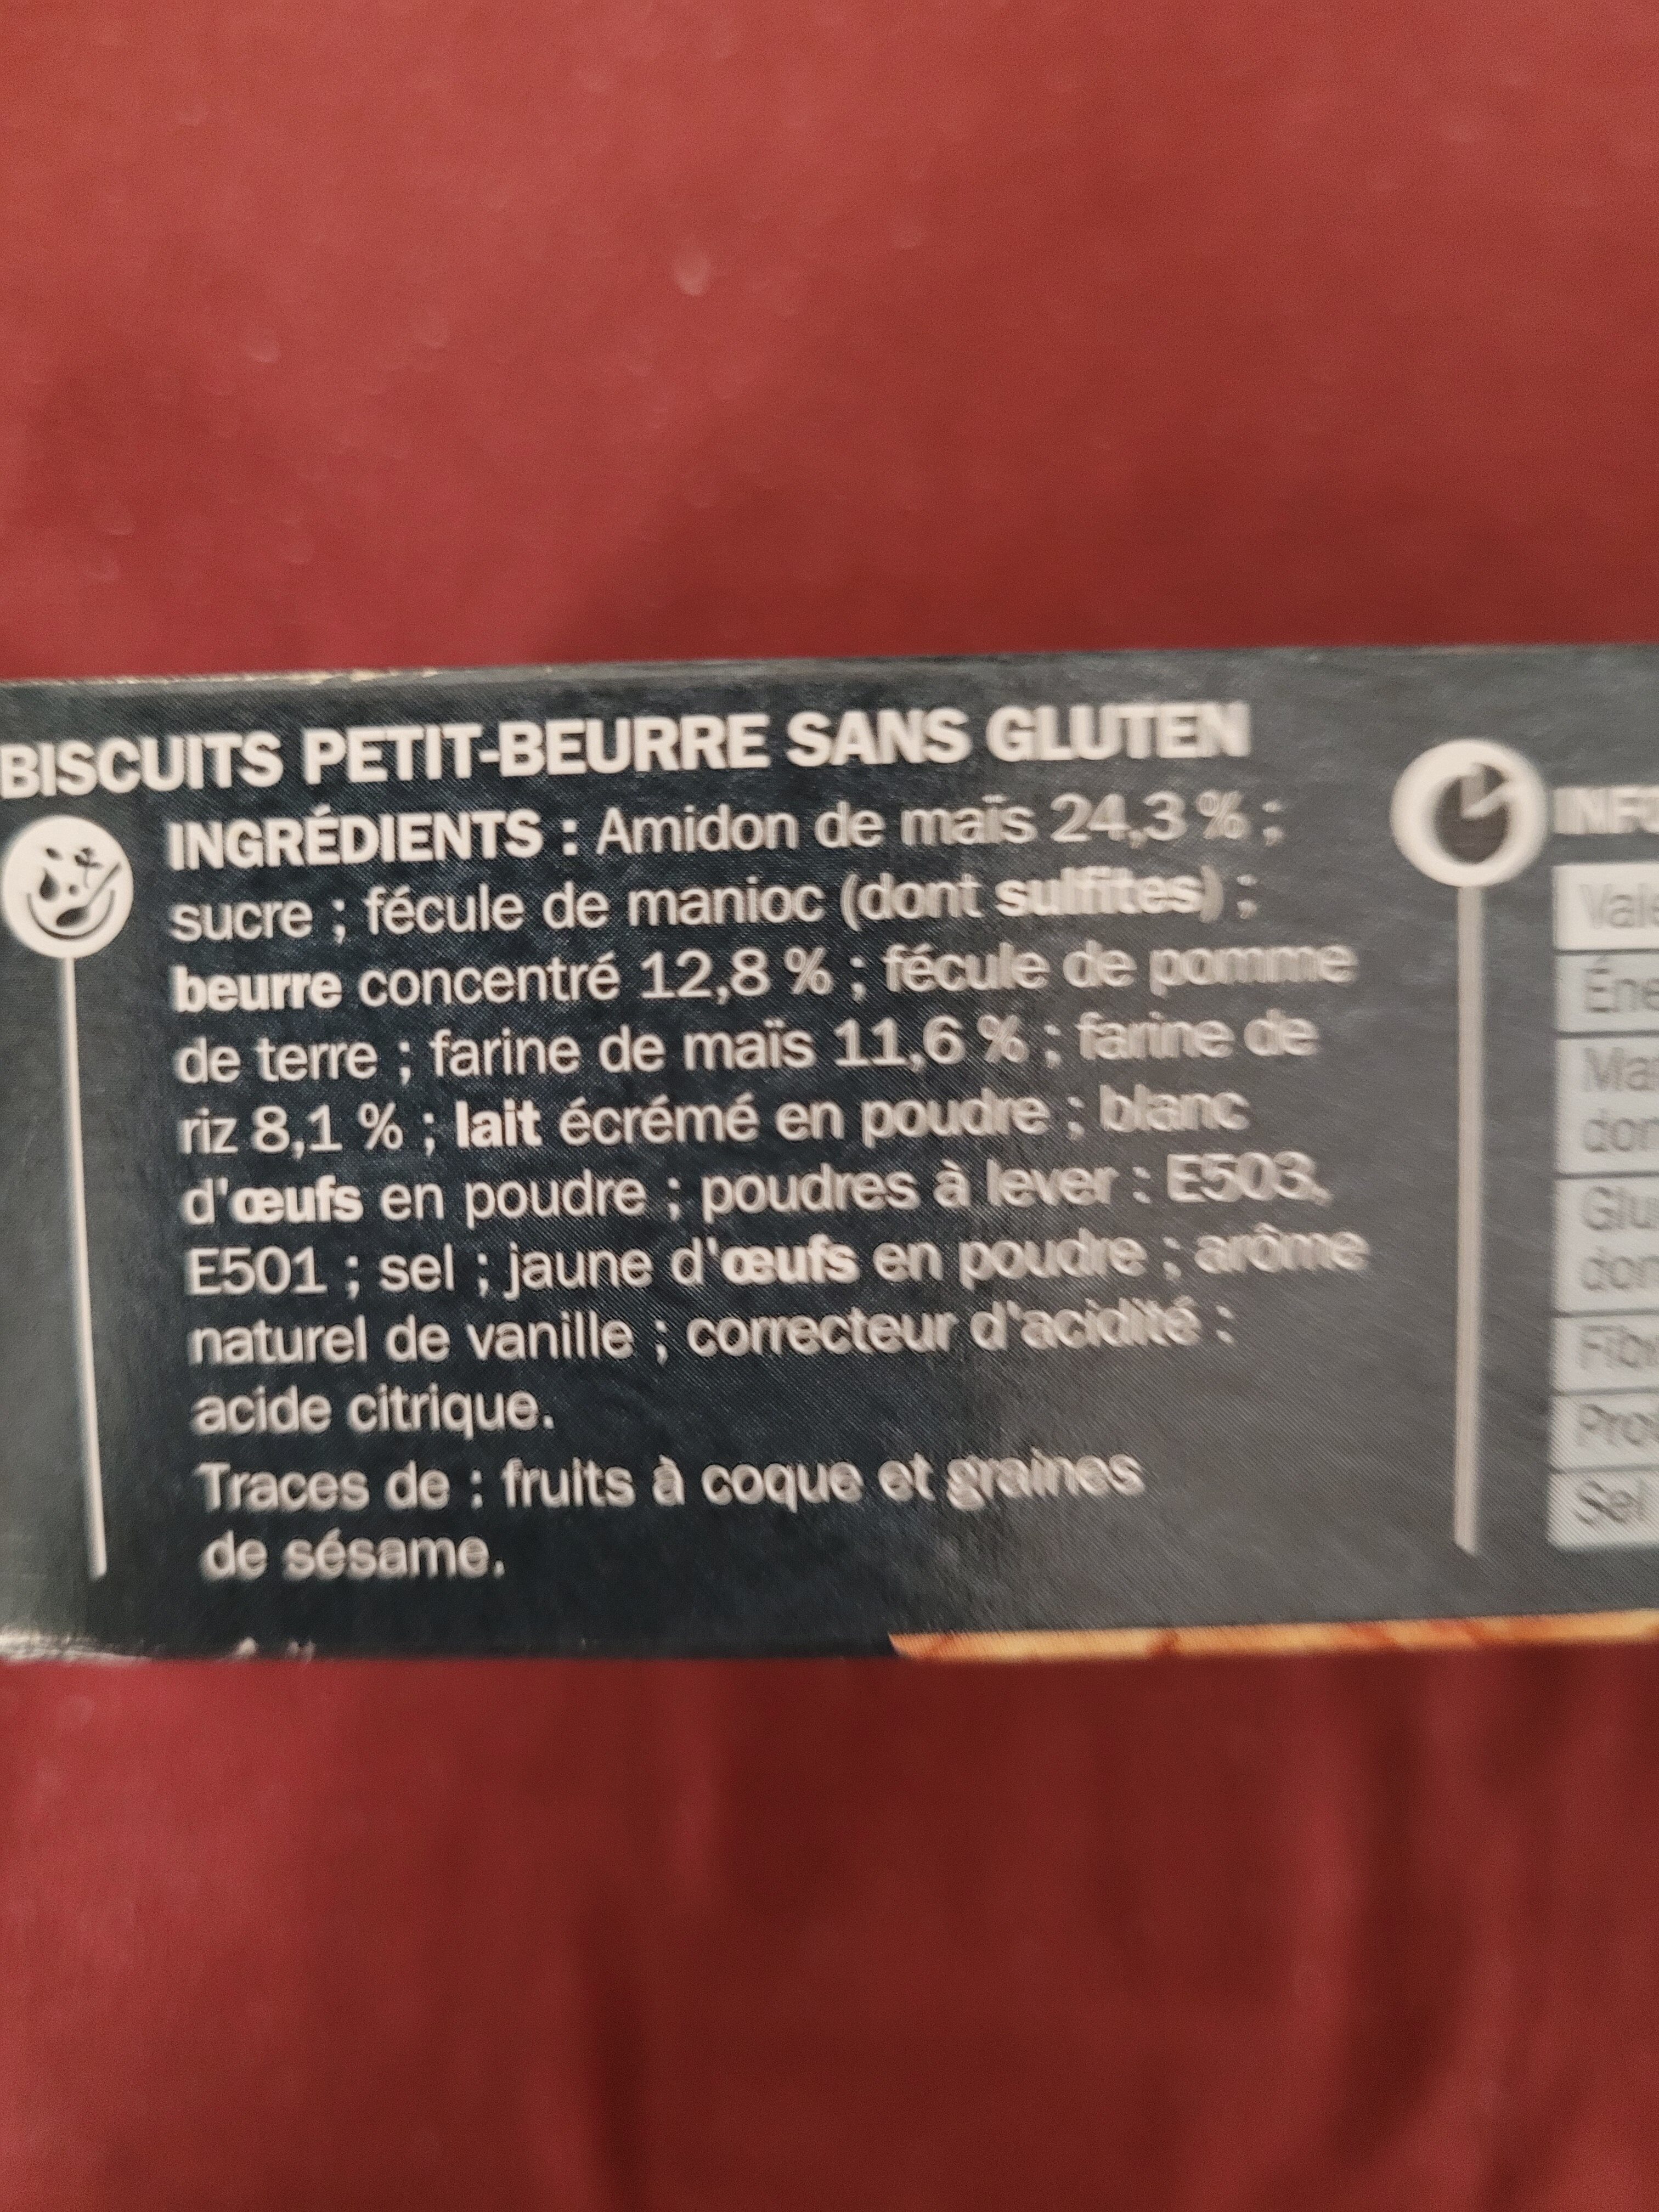 BISCUITS PETIT-BEURRE SANS GLUTEN
INGRÉDIENTS : Amidon de maïs 24,3 % ;
sucre ; fécule de manioc (dont sulfites) ;
beurre concentré 12,8 % ; fécule de pomme
de terre ; farine de maïs 11,6 % ; farine de
riz 8,1 % ; lait écrémé en poudre ; blanc
d'œufs en poudre ; poudres à lever : E503,
E501 ; sel ; jaune d'œufs en poudre ; arôme
naturel de vanille ; correcteur d'acidité :
acide citrique.
Traces de : fruits à coque et graines
de sésame.
Sel